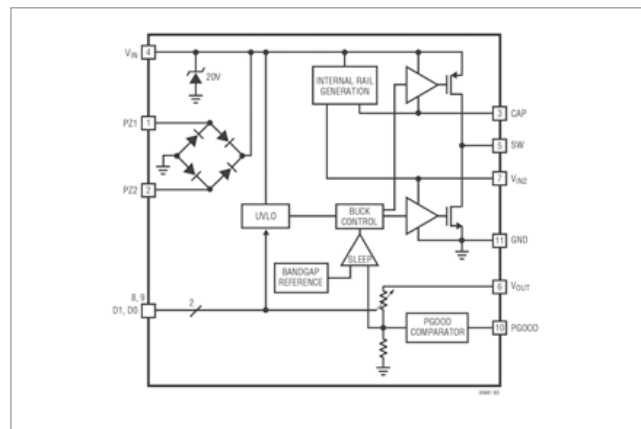 VIN 4
20V
PZ1 1
PZ2 2
INTERNAL RAIL
GENERATION
3 CAP
5 SW
7 VIN2
UVLO
BUCK
CONTROL
SLEEP
11 GND
BANDGAP
REFERENCE
6 VOUT
8, 9
D1, D0
2
PGOOD
COMPARATOR
10 PGOOD